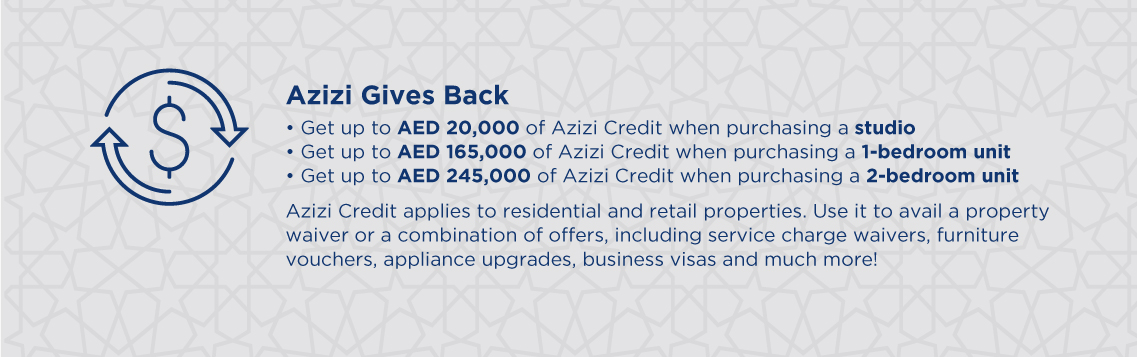 Azizi Gives Back
• Get up to AED 20,000 of Azizi Credit when purchasing a studio
• Get up to AED 165,000 of Azizi Credit when purchasing a 1-bedroom unit
• Get up to AED 245,000 of Azizi Credit when purchasing a 2-bedroom unit
Azizi Credit applies to residential and retail properties. Use it to avail a property
waiver or a combination of offers, including service charge waivers, furniture
vouchers, appliance upgrades, business visas and much more!